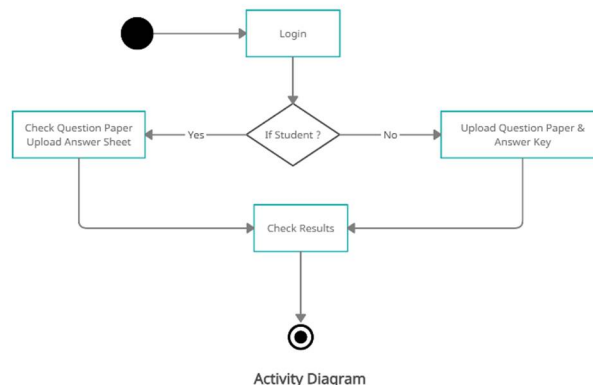 Login
If Student ?
Yes
No
Check Question Paper
Upload Answer Sheet
Upload Question Paper &
Answer Key
Check Results
Activity Diagram